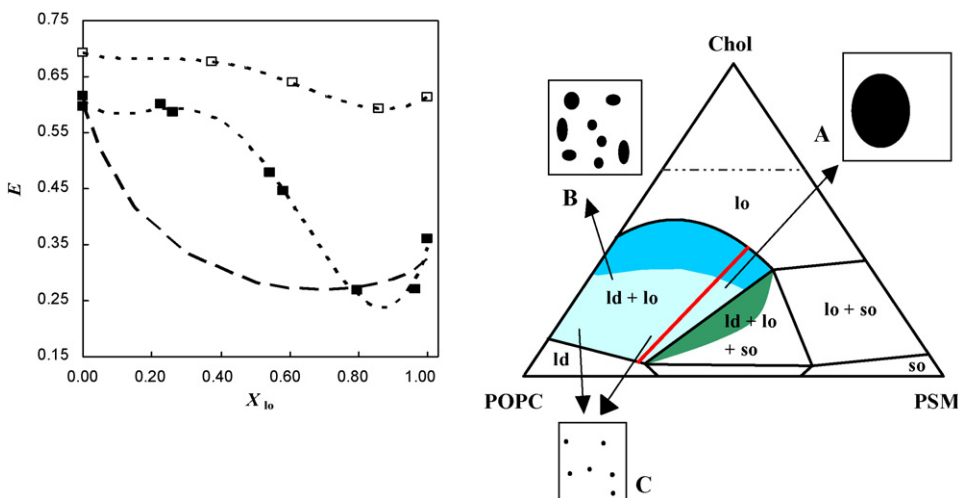 E
0.75
0.65
0.55
0.45
0.35
0.25
0.15
0.00 0.20 0.40 0.60 0.80 1.00
X lo
Chol
A
B
lo
ld + lo
ld + lo
+ so
lo + so
ld
so
POPC
PSM
C